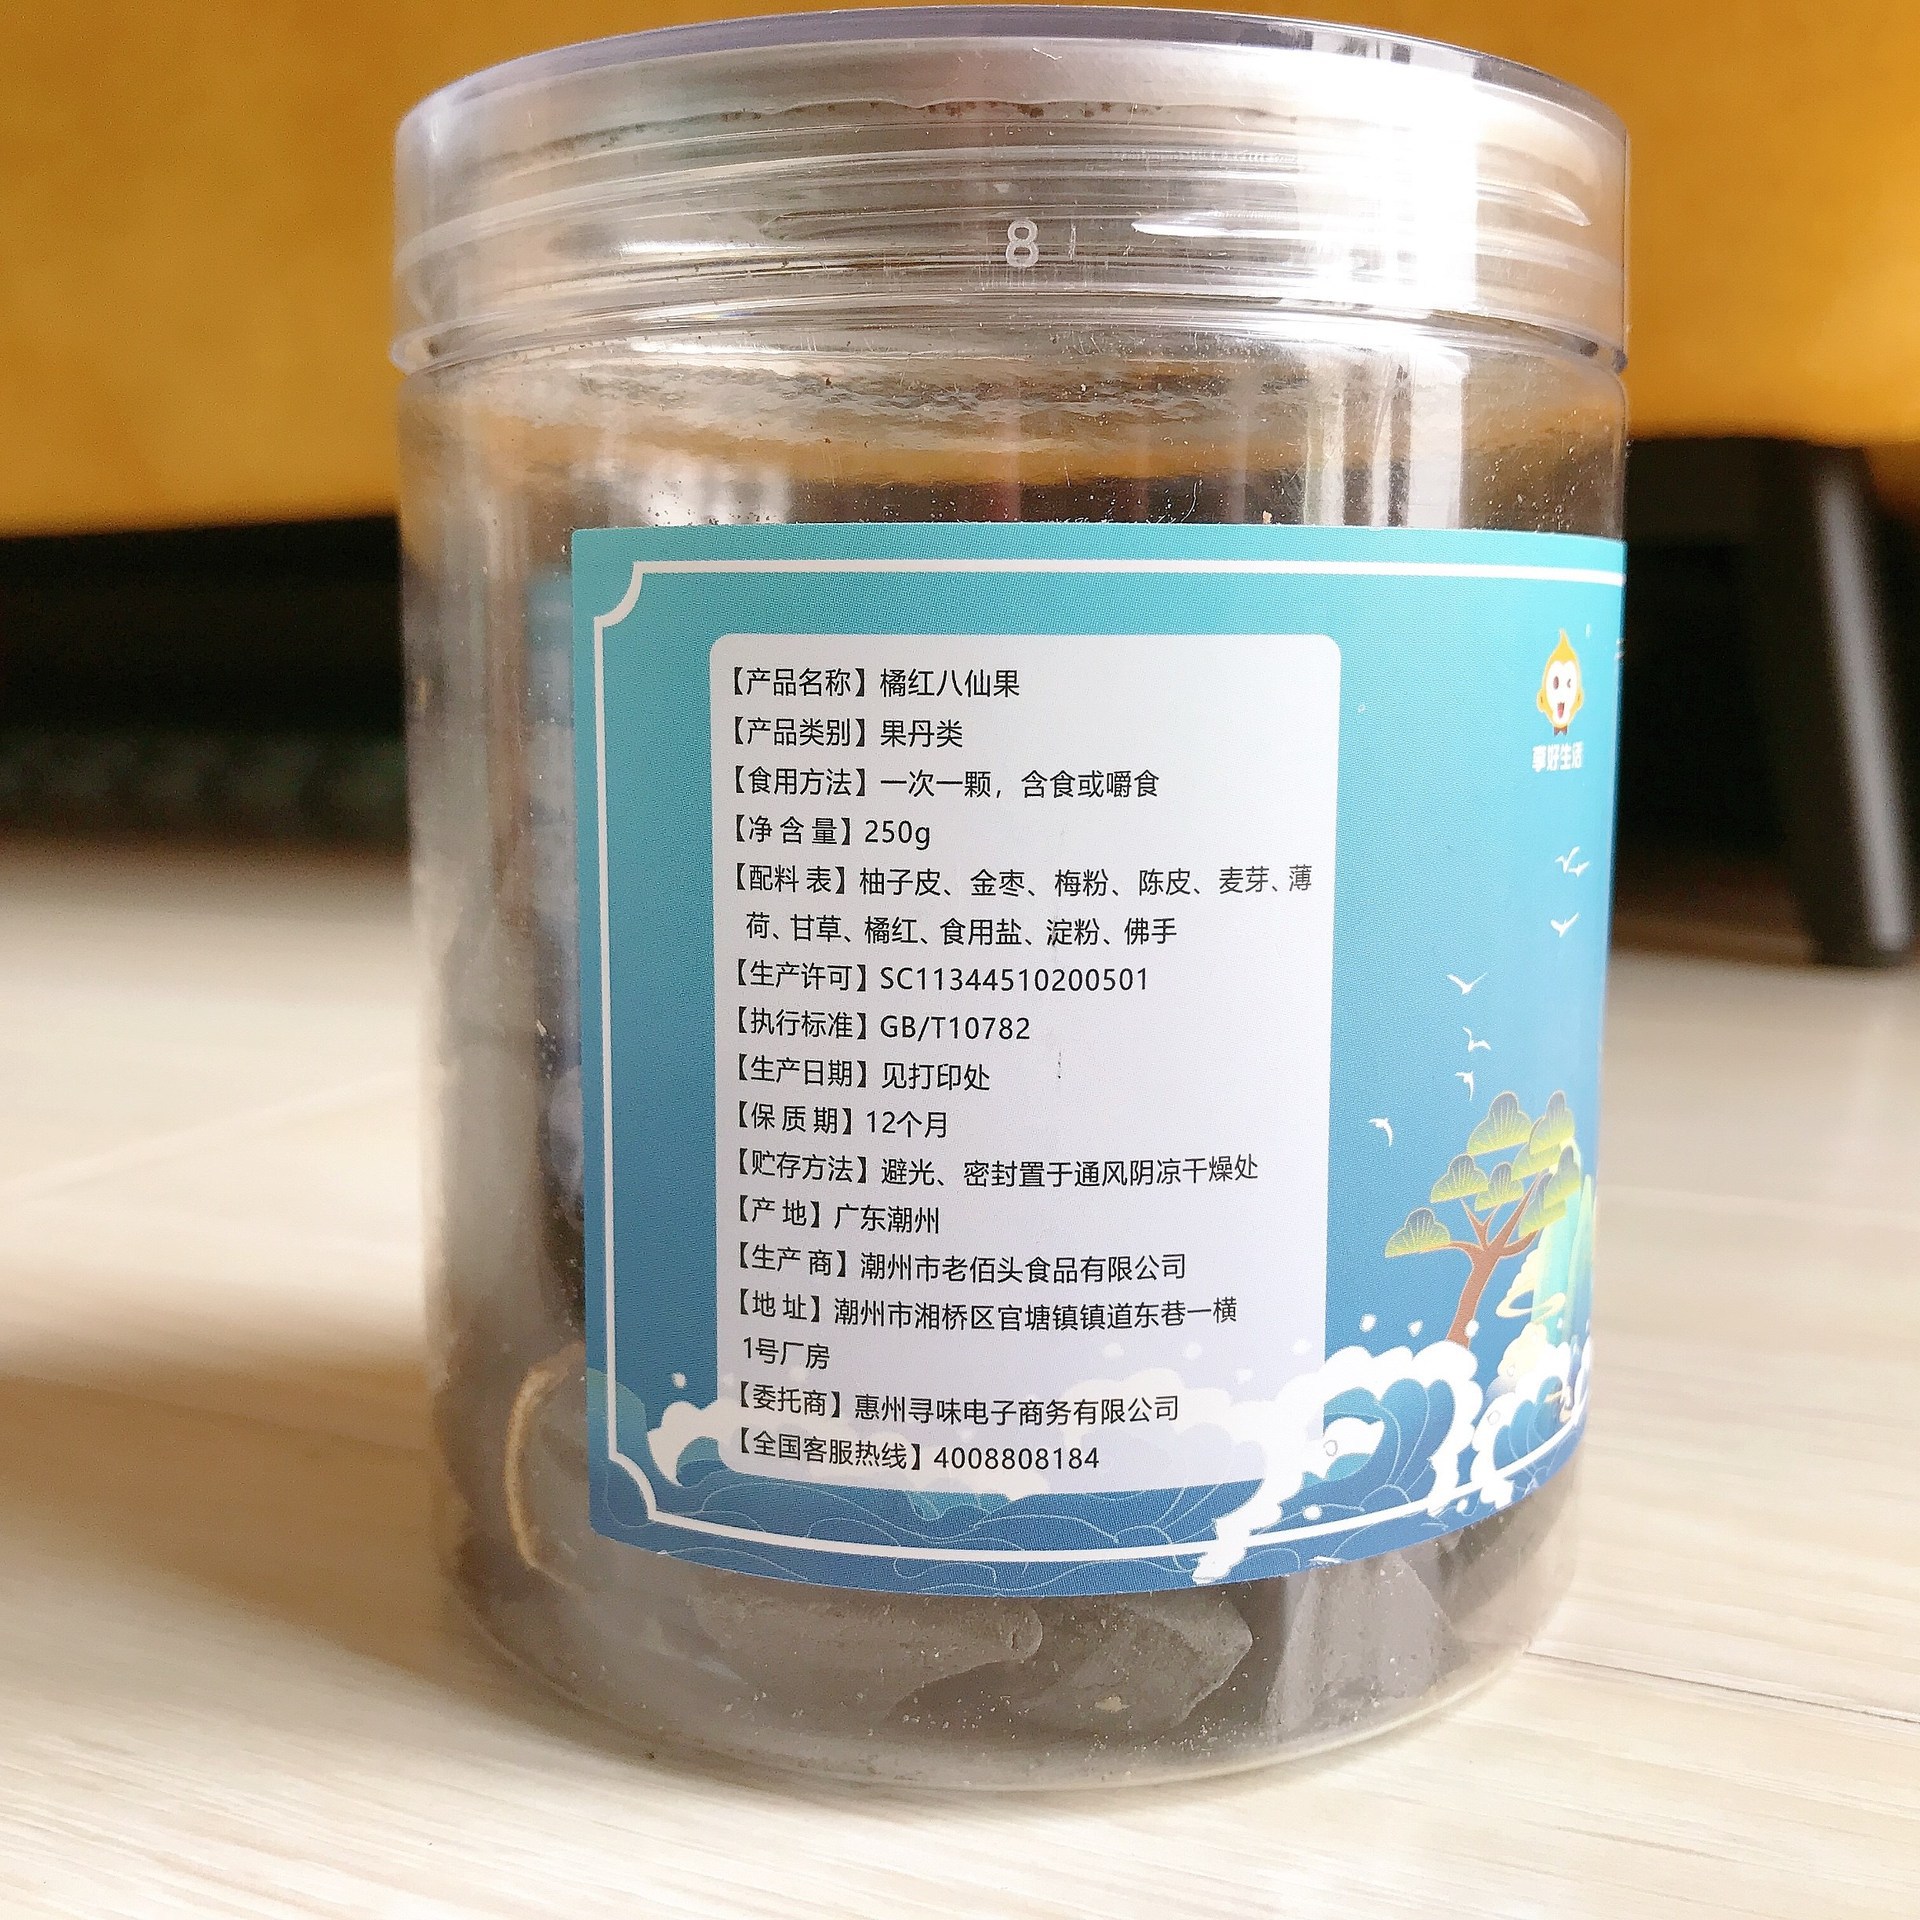 8
【产品名称】橘红八仙果
【产品类别】果丹类
【食用方法】一次一颗，含食或嚼食
【净含量】250g
【配料表】柚子皮、金枣、梅粉、陈皮、麦芽、薄
荷、甘草、橘红、食用盐、淀粉、佛手
【生产许可】SC11344510200501
【执行标准】GB/T10782
【生产日期】见打印处
【保质期】12个月
【贮存方法】避光、密封置于通风阴凉干燥处
【产地】广东潮州
【生产商】潮州市老佰头食品有限公司
【地址】潮州市湘桥区官塘镇镇道东巷一横
1号厂房
【委托商】惠州寻味电子商务有限公司
【全国客服热线】4008808184
享好生活